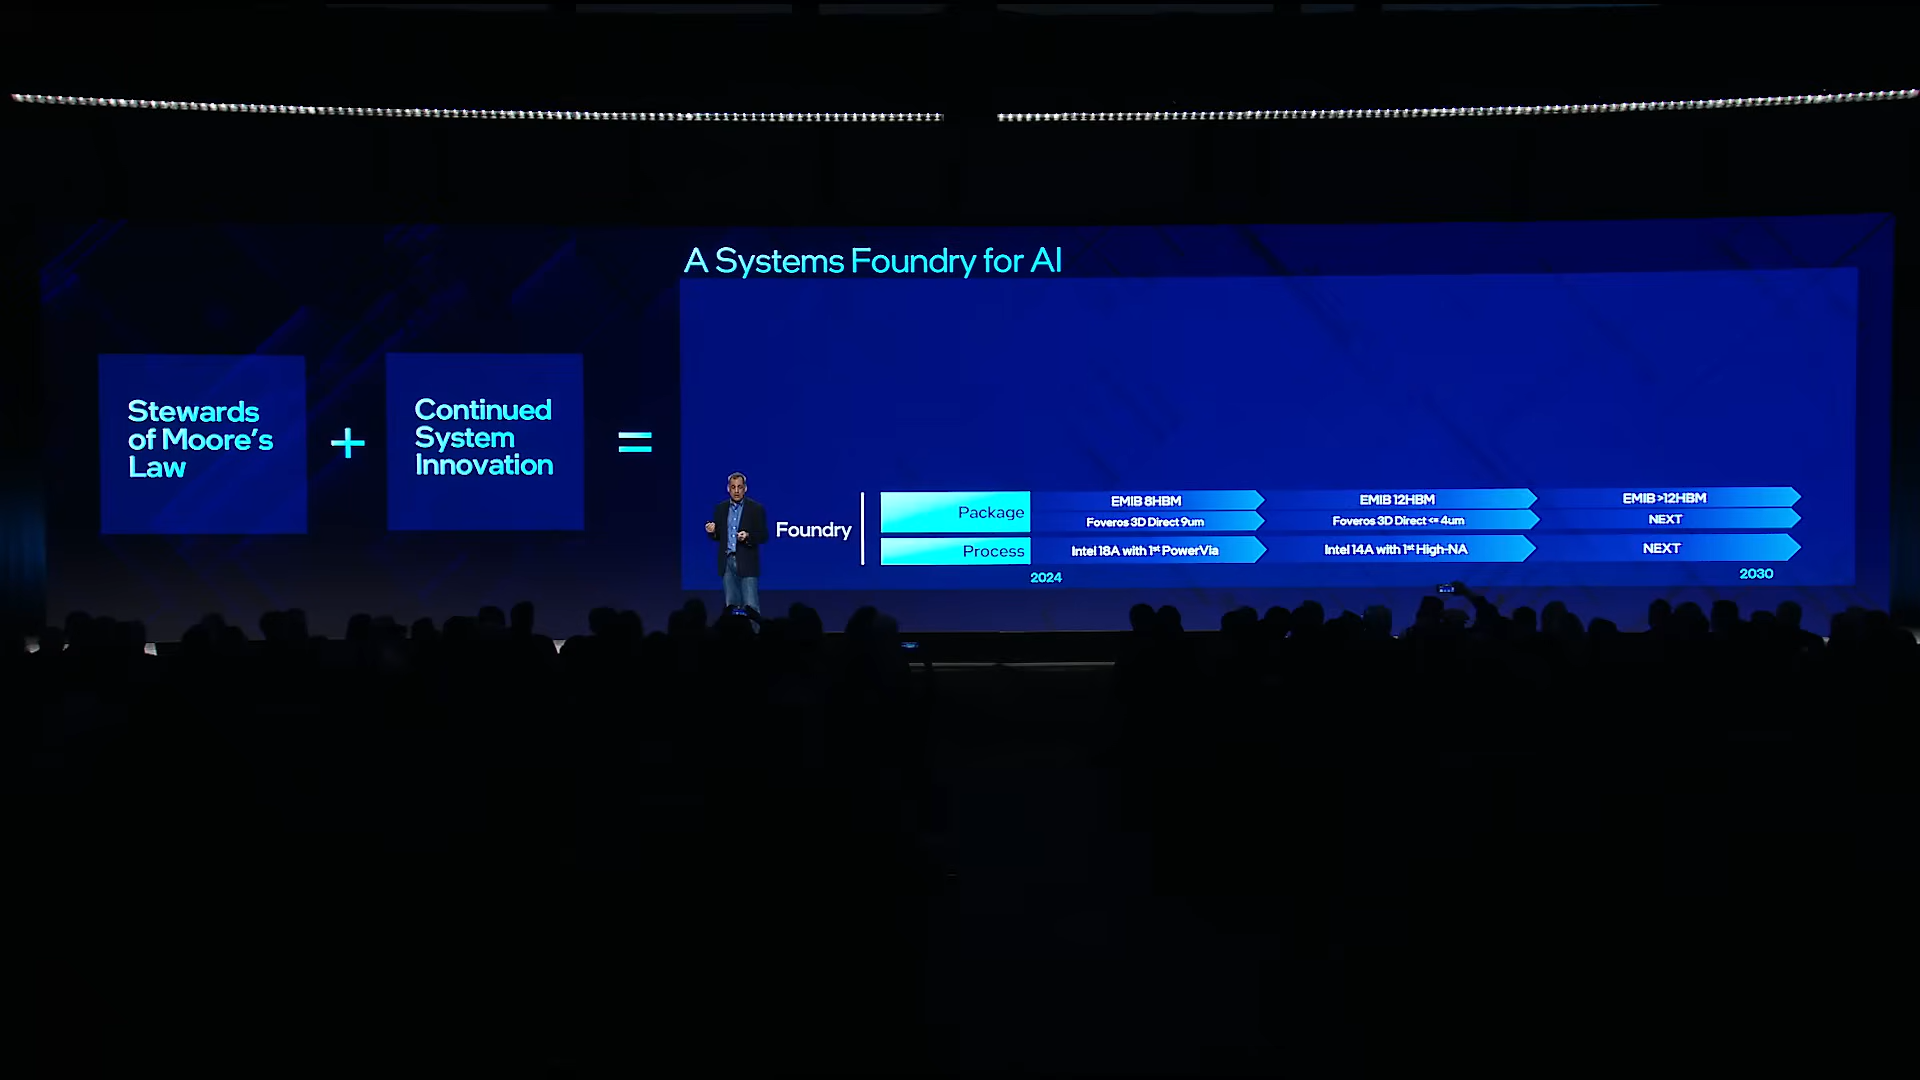 A Systems Foundry for AI
Stewards
of Moore's
Law
+
Continued
System
Innovation
=
Foundry
Package
EMIB 8HBM
EMIB 12HBM
EMIB >12HBM
Foveros 3D Direct 9um
Foveros 3D Direct <= 4um
NEXT
Process
Intel 18A with 1st PowerVia
Intel 14A with 1st High-NA
NEXT
2024
2030